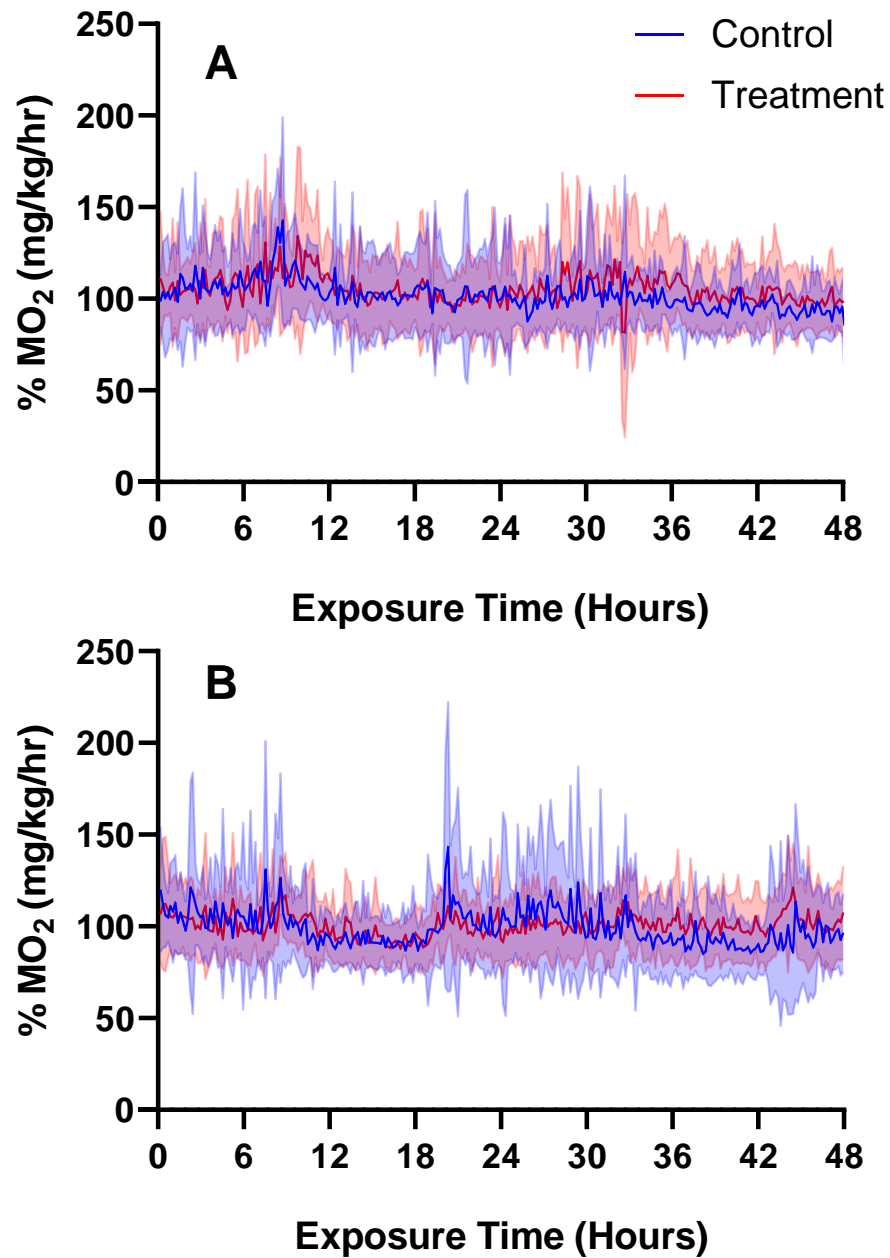 A
Control
Treatment
% MO₂ (mg/kg/hr)
250
200
150
100
50
0
0 6 12 18 24 30 36 42 48
Exposure Time (Hours)
B
% MO₂ (mg/kg/hr)
250
200
150
100
50
0
0 6 12 18 24 30 36 42 48
Exposure Time (Hours)